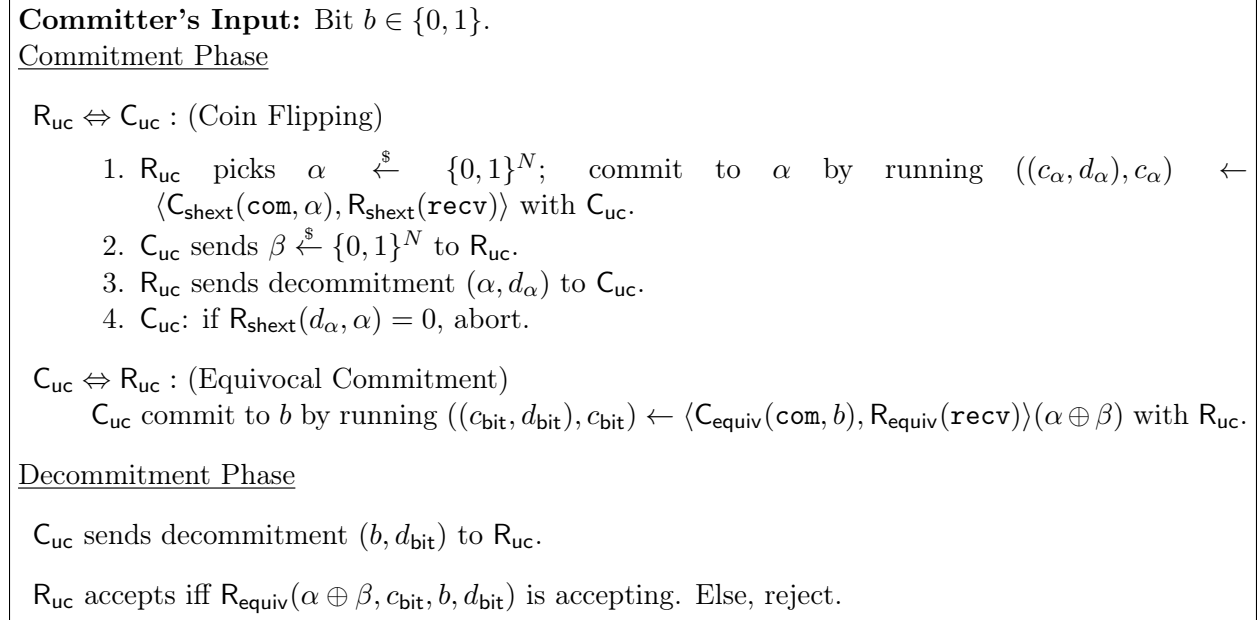 Committer's Input: Bit b ∈ {0, 1}.
Commitment Phase
R_uc ⇔ C_uc : (Coin Flipping)
1. R_uc picks α ←$ {0, 1}^N; commit to α by running ((c_α, d_α), c_α) ←
⟨C_shext(com, α), R_shext(recv)⟩ with C_uc.
2. C_uc sends β ←$ {0, 1}^N to R_uc.
3. R_uc sends decommitment (α, d_α) to C_uc.
4. C_uc: if R_shext(d_α, α) = 0, abort.
C_uc ⇔ R_uc : (Equivocal Commitment)
C_uc commit to b by running ((c_bit, d_bit), c_bit) ← ⟨C_equiv(com, b), R_equiv(recv)⟩(α ⊕ β) with R_uc.
Decommitment Phase
C_uc sends decommitment (b, d_bit) to R_uc.
R_uc accepts iff R_equiv(α ⊕ β, c_bit, b, d_bit) is accepting. Else, reject.